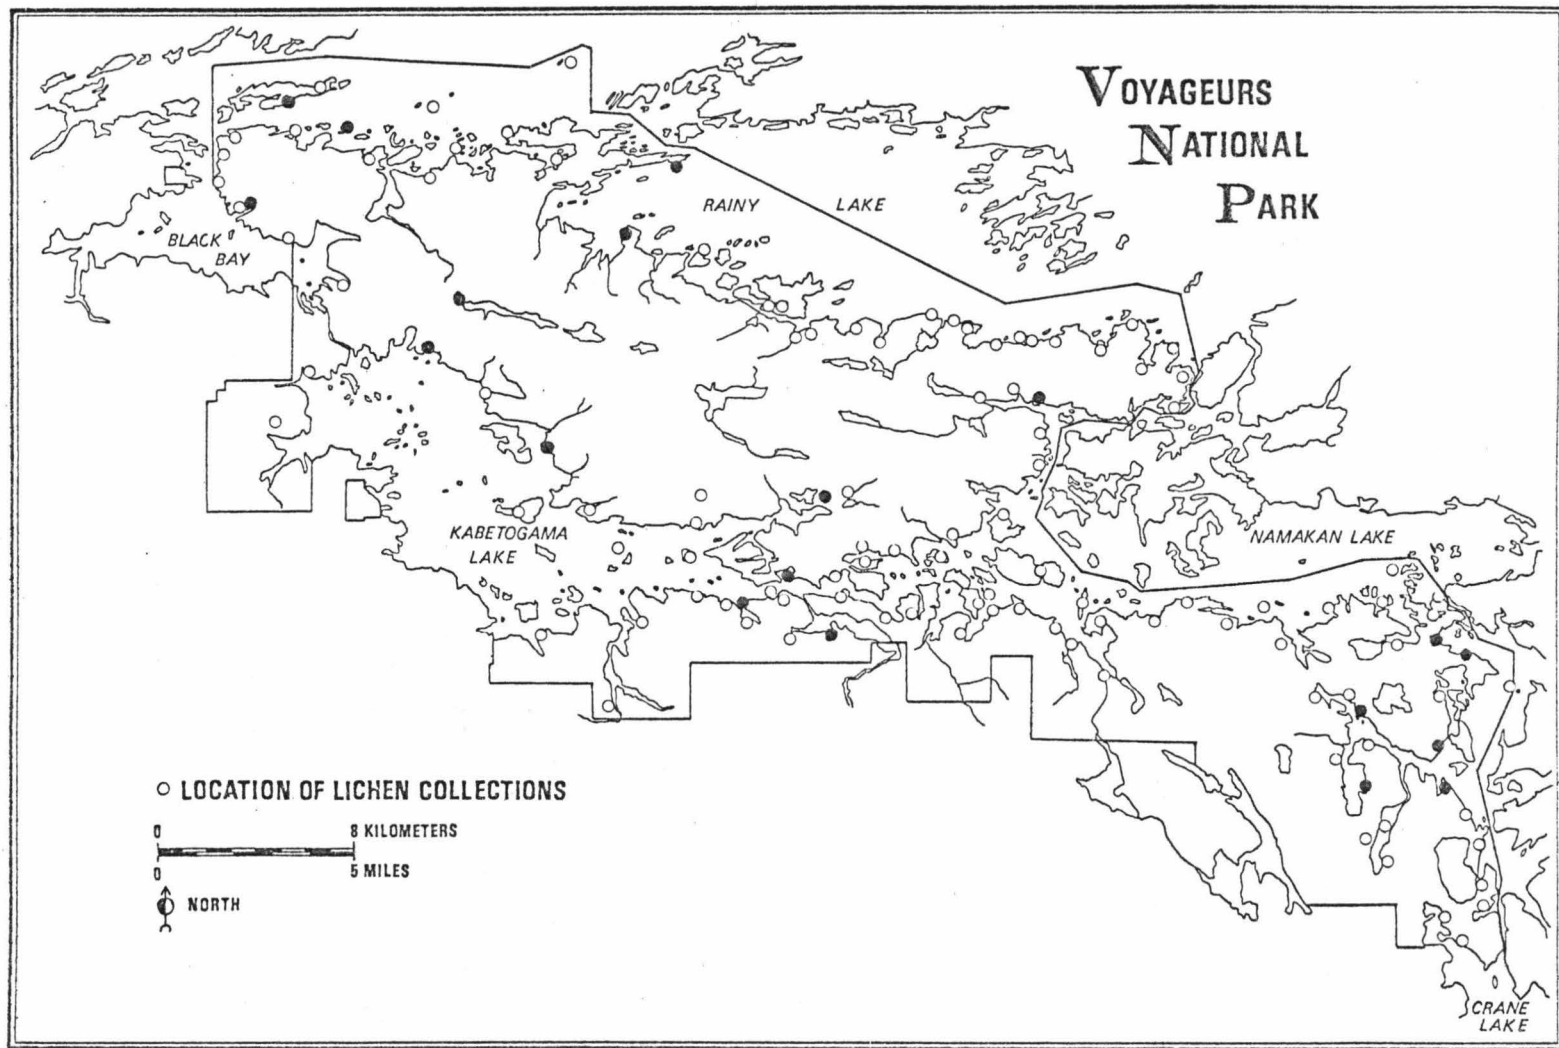 VOYAGEURS
NATIONAL
PARK
RAINY LAKE
BLACK
BAY
KABETOGAMA
LAKE
NAMAKAN LAKE
LOCATION OF LICHEN COLLECTIONS
0 8 KILOMETERS
0 5 MILES
NORTH
CRANE
LAKE